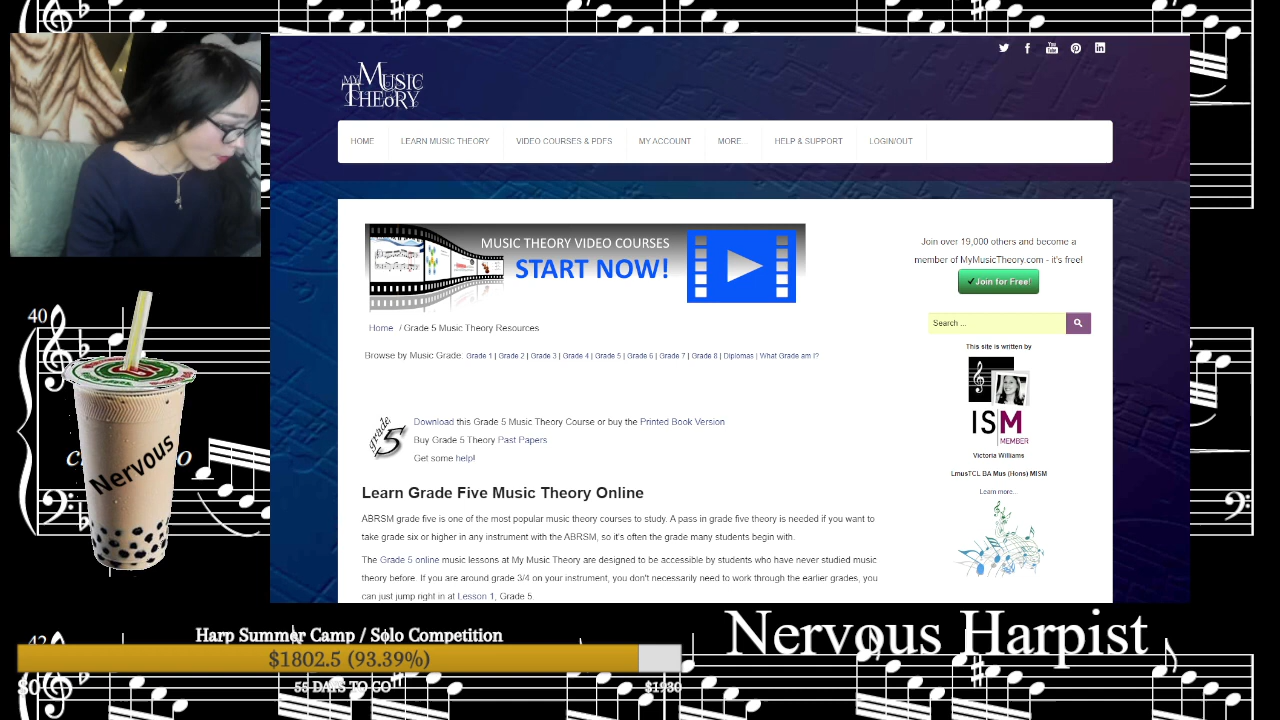 MY MUSIC
THEORY
HOME LEARN MUSIC THEORY VIDEO COURSES & PDFS MY ACCOUNT MORE... HELP & SUPPORT LOGIN/OUT
MUSIC THEORY VIDEO COURSES
START NOW!
Home / Grade 5 Music Theory Resources
Browse by Music Grade: Grade 1 | Grade 2 | Grade 3 | Grade 4 | Grade 5 | Grade 6 | Grade 7 | Grade 8 | Diplomas | What Grade am I?
grade
5
Download this Grade 5 Music Theory Course or buy the Printed Book Version
Buy Grade 5 Theory Past Papers
Get some help!
Learn Grade Five Music Theory Online
ABRSM grade five is one of the most popular music theory courses to study. A pass in grade five theory is needed if you want to
take grade six or higher in any instrument with the ABRSM, so it's often the grade many students begin with.
The Grade 5 online music lessons at My Music Theory are designed to be accessible by students who have never studied music
theory before. If you are around grade 3/4 on your instrument, you don't necessarily need to work through the earlier grades, you
can just jump right in at Lesson 1, Grade 5.
Join over 19,000 others and become a
member of MyMusicTheory.com - it's free!
✔Join for Free!
Search ...
This site is written by
ISM
MEMBER
Victoria Williams
LmusTCL BA Mus (Hons) MISM
Learn more...
40
Nervous
42
Harp Summer Camp / Solo Competition
$1802.5 (93.39%)
$0 55 DAYS TO GO $1930
Nervous Harpist